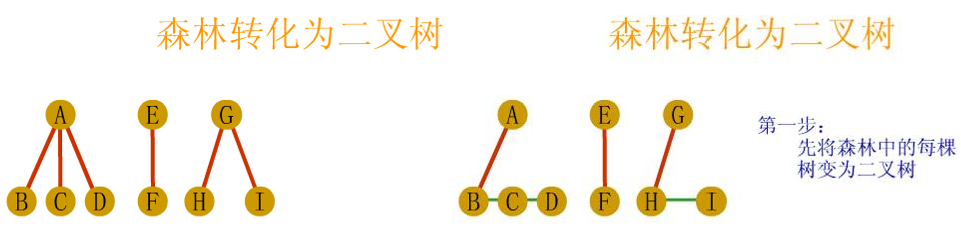 森林转化为二叉树
A E G
B C D F H I
森林转化为二叉树
A E G
B C D F H I
第一步：
先将森林中的每棵
树变为二叉树